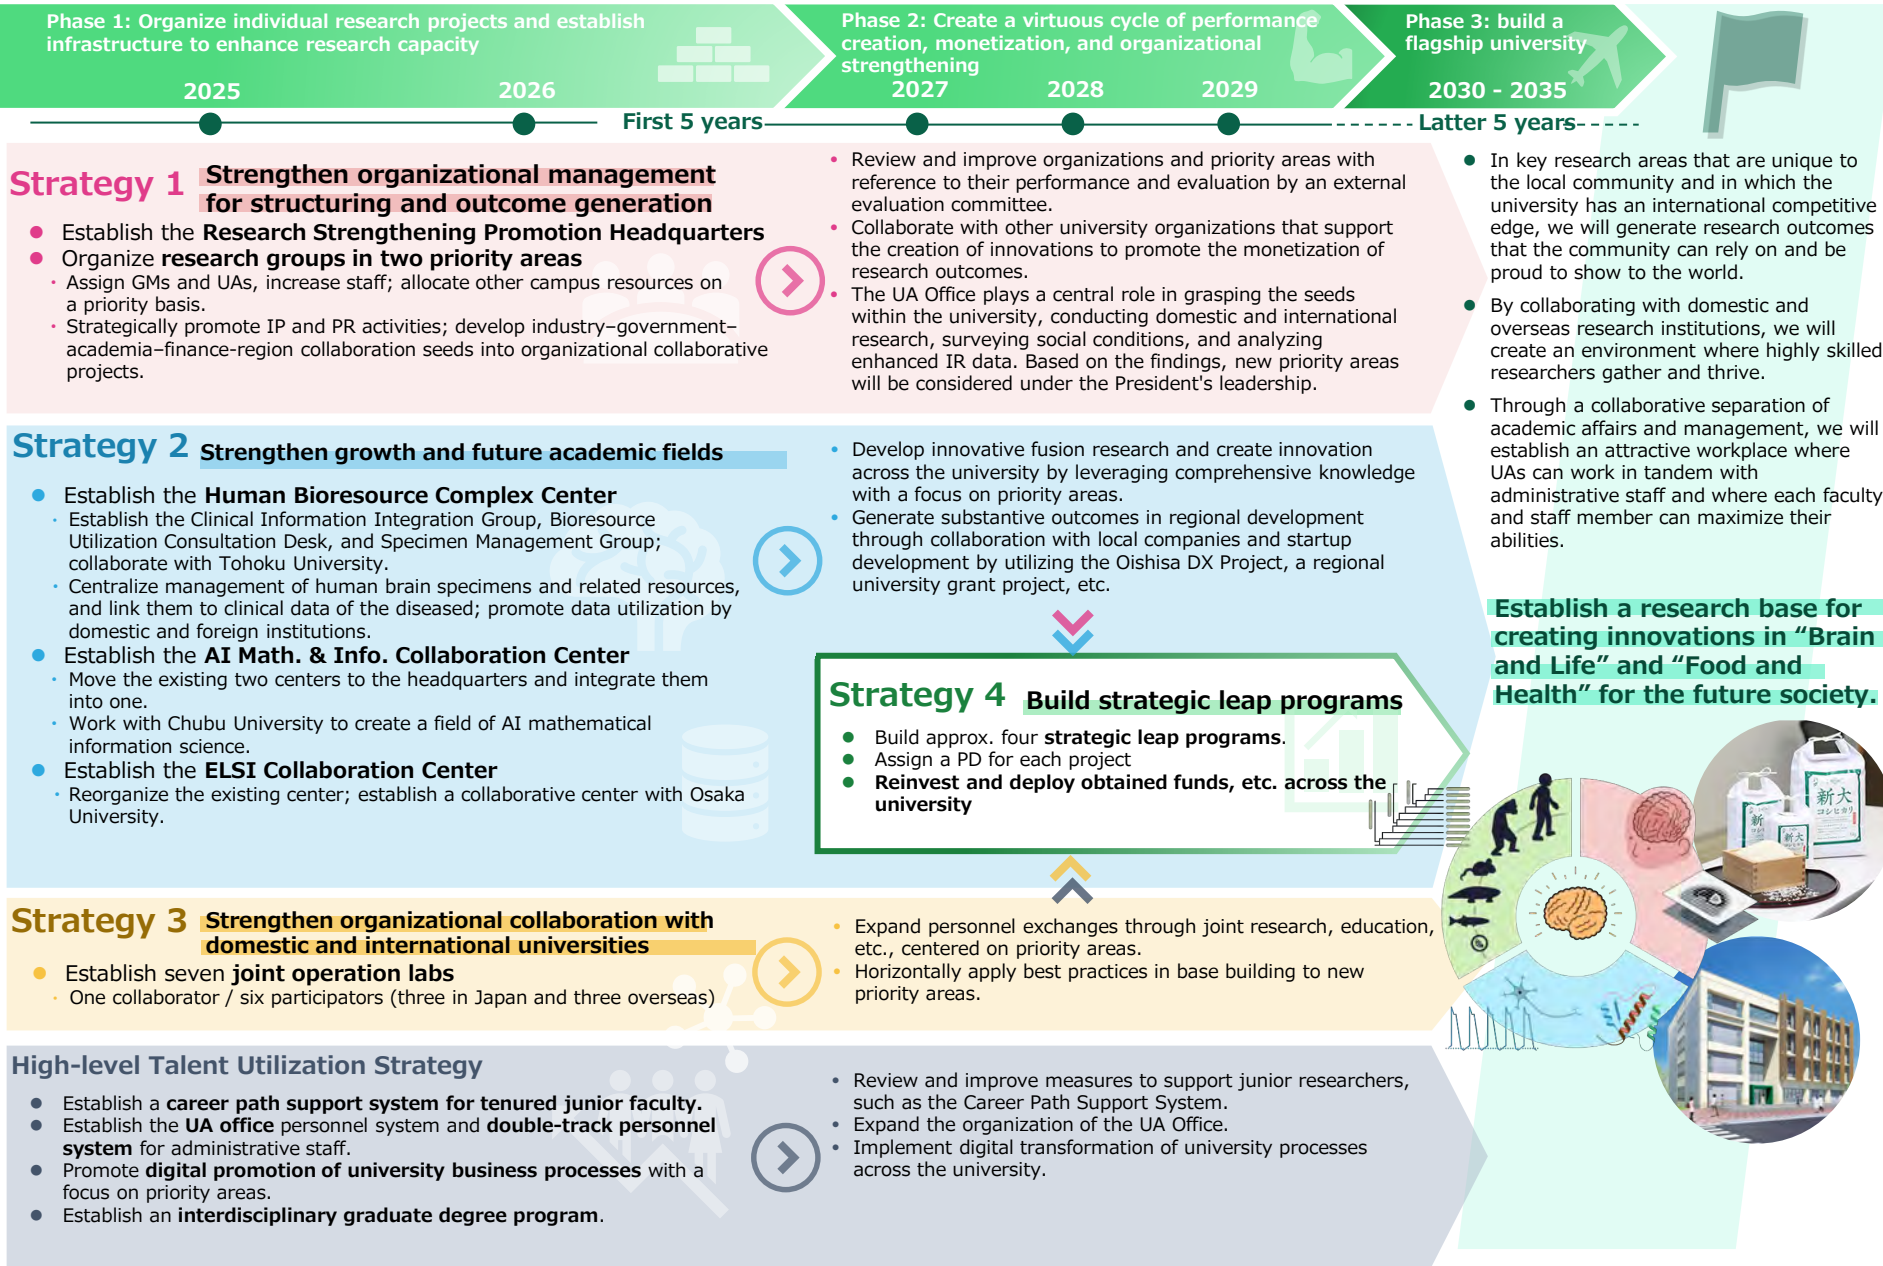 Phase 1: Organize individual research projects and establish
infrastructure to enhance research capacity
2025
2026
Phase 2: Create a virtuous cycle of performance
creation, monetization, and organizational
strengthening
2027
2028
2029
Phase 3: build a
flagship university
2030 - 2035
First 5 years
Latter 5 years
Strategy 1
Strengthen organizational management
for structuring and outcome generation
● Establish the Research Strengthening Promotion Headquarters
● Organize research groups in two priority areas
・Assign GMs and UAs, increase staff; allocate other campus resources on
a priority basis.
・Strategically promote IP and PR activities; develop industry–government–
academia–finance-region collaboration seeds into organizational collaborative
projects.
• Review and improve organizations and priority areas with
reference to their performance and evaluation by an external
evaluation committee.
• Collaborate with other university organizations that support
the creation of innovations to promote the monetization of
research outcomes.
• The UA Office plays a central role in grasping the seeds
within the university, conducting domestic and international
research, surveying social conditions, and analyzing
enhanced IR data. Based on the findings, new priority areas
will be considered under the President's leadership.
Strategy 2
Strengthen growth and future academic fields
● Establish the Human Bioresource Complex Center
・Establish the Clinical Information Integration Group, Bioresource
Utilization Consultation Desk, and Specimen Management Group;
collaborate with Tohoku University.
・Centralize management of human brain specimens and related resources,
and link them to clinical data of the diseased; promote data utilization by
domestic and foreign institutions.
● Establish the AI Math. & Info. Collaboration Center
・Move the existing two centers to the headquarters and integrate them
into one.
・Work with Chubu University to create a field of AI mathematical
information science.
● Establish the ELSI Collaboration Center
・Reorganize the existing center; establish a collaborative center with Osaka
University.
• Develop innovative fusion research and create innovation
across the university by leveraging comprehensive knowledge
with a focus on priority areas.
• Generate substantive outcomes in regional development
through collaboration with local companies and startup
development by utilizing the Oishisa DX Project, a regional
university grant project, etc.
Strategy 4
Build strategic leap programs
● Build approx. four strategic leap programs.
● Assign a PD for each project
● Reinvest and deploy obtained funds, etc. across the
university
Strategy 3
Strengthen organizational collaboration with
domestic and international universities
● Establish seven joint operation labs
・One collaborator / six participators (three in Japan and three overseas)
• Expand personnel exchanges through joint research, education,
etc., centered on priority areas.
• Horizontally apply best practices in base building to new
priority areas.
High-level Talent Utilization Strategy
● Establish a career path support system for tenured junior faculty.
● Establish the UA office personnel system and double-track personnel
system for administrative staff.
● Promote digital promotion of university business processes with a
focus on priority areas.
● Establish an interdisciplinary graduate degree program.
• Review and improve measures to support junior researchers,
such as the Career Path Support System.
• Expand the organization of the UA Office.
• Implement digital transformation of university processes
across the university.
● In key research areas that are unique to
the local community and in which the
university has an international competitive
edge, we will generate research outcomes
that the community can rely on and be
proud to show to the world.
● By collaborating with domestic and
overseas research institutions, we will
create an environment where highly skilled
researchers gather and thrive.
● Through a collaborative separation of
academic affairs and management, we will
establish an attractive workplace where
UAs can work in tandem with
administrative staff and where each faculty
and staff member can maximize their
abilities.
Establish a research base for
creating innovations in “Brain
and Life” and “Food and
Health” for the future society.
新大
コシヒカリ
新
新大